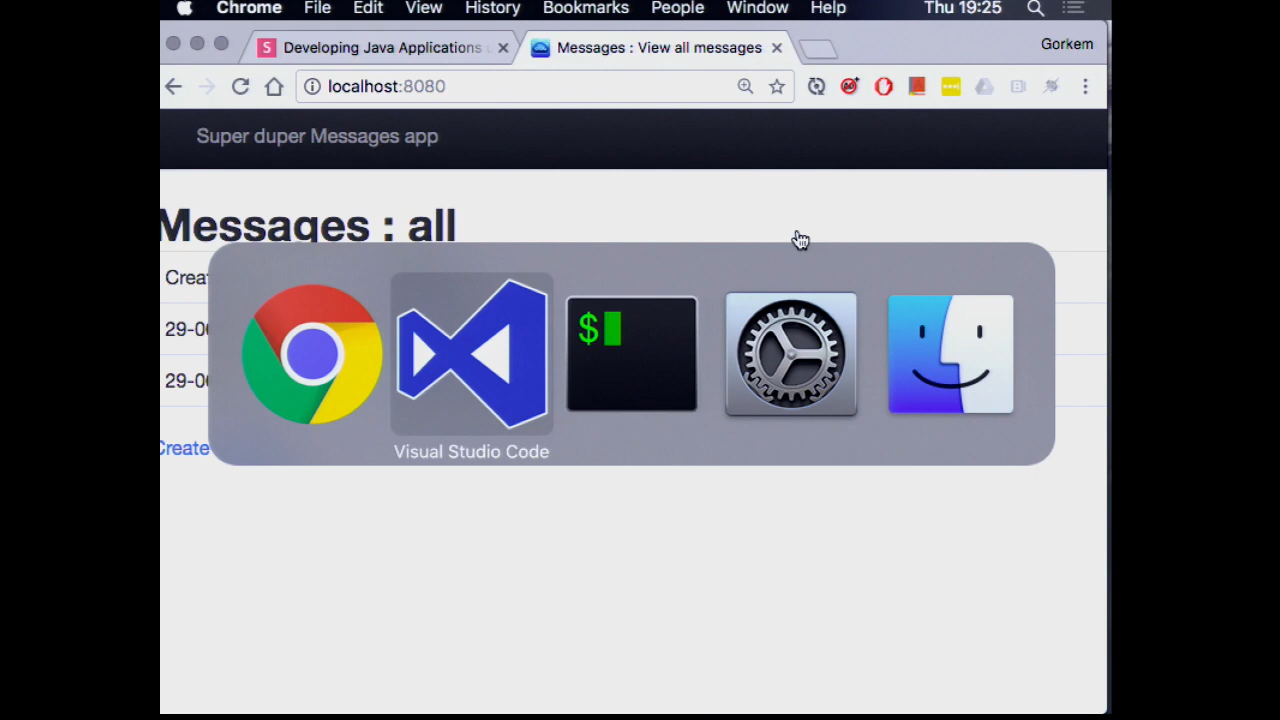 Chrome File Edit View History Bookmarks People Window Help Thu 19:25
S Developing Java Applications Messages : View all messages Gorkem
localhost:8080
Super duper Messages app
Messages : all
Creat
29-0
29-0
Create
$
Visual Studio Code